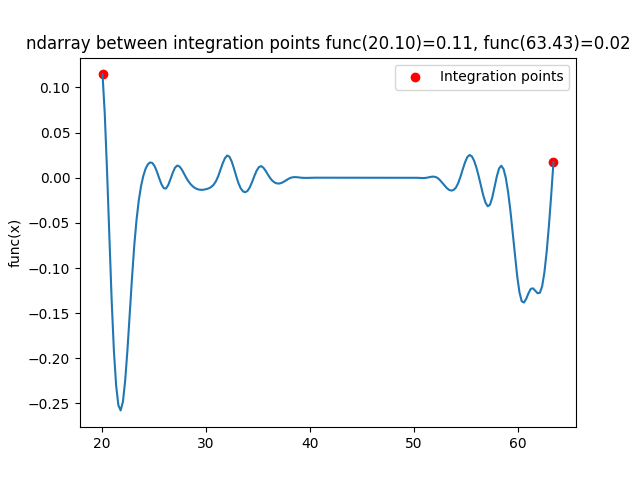 ndarray between integration points func(20.10)=0.11, func(63.43)=0.02
Integration points
func(x)
0.10
0.05
0.00
−0.05
−0.10
−0.15
−0.20
−0.25
20 30 40 50 60